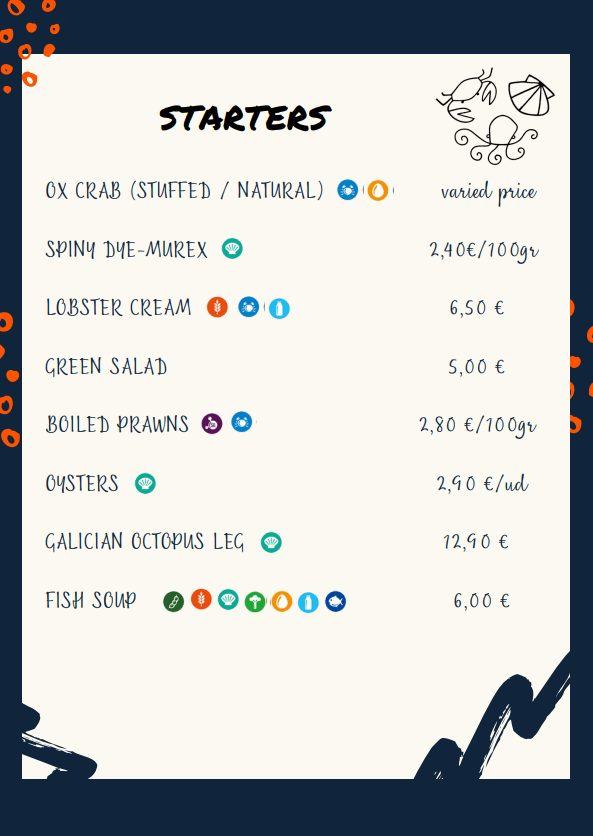 STARTERS
OX CRAB (STUFFED / NATURAL) varied price
SPINY DYE-MUREX 2,40€/100gr
LOBSTER CREAM 6,50 €
GREEN SALAD 5,00 €
BOILED PRAWNS 2,80 €/100gr
OYSTERS 2,90 €/ud
GALICIAN OCTOPUS LEG 12,90 €
FISH SOUP 6,00 €